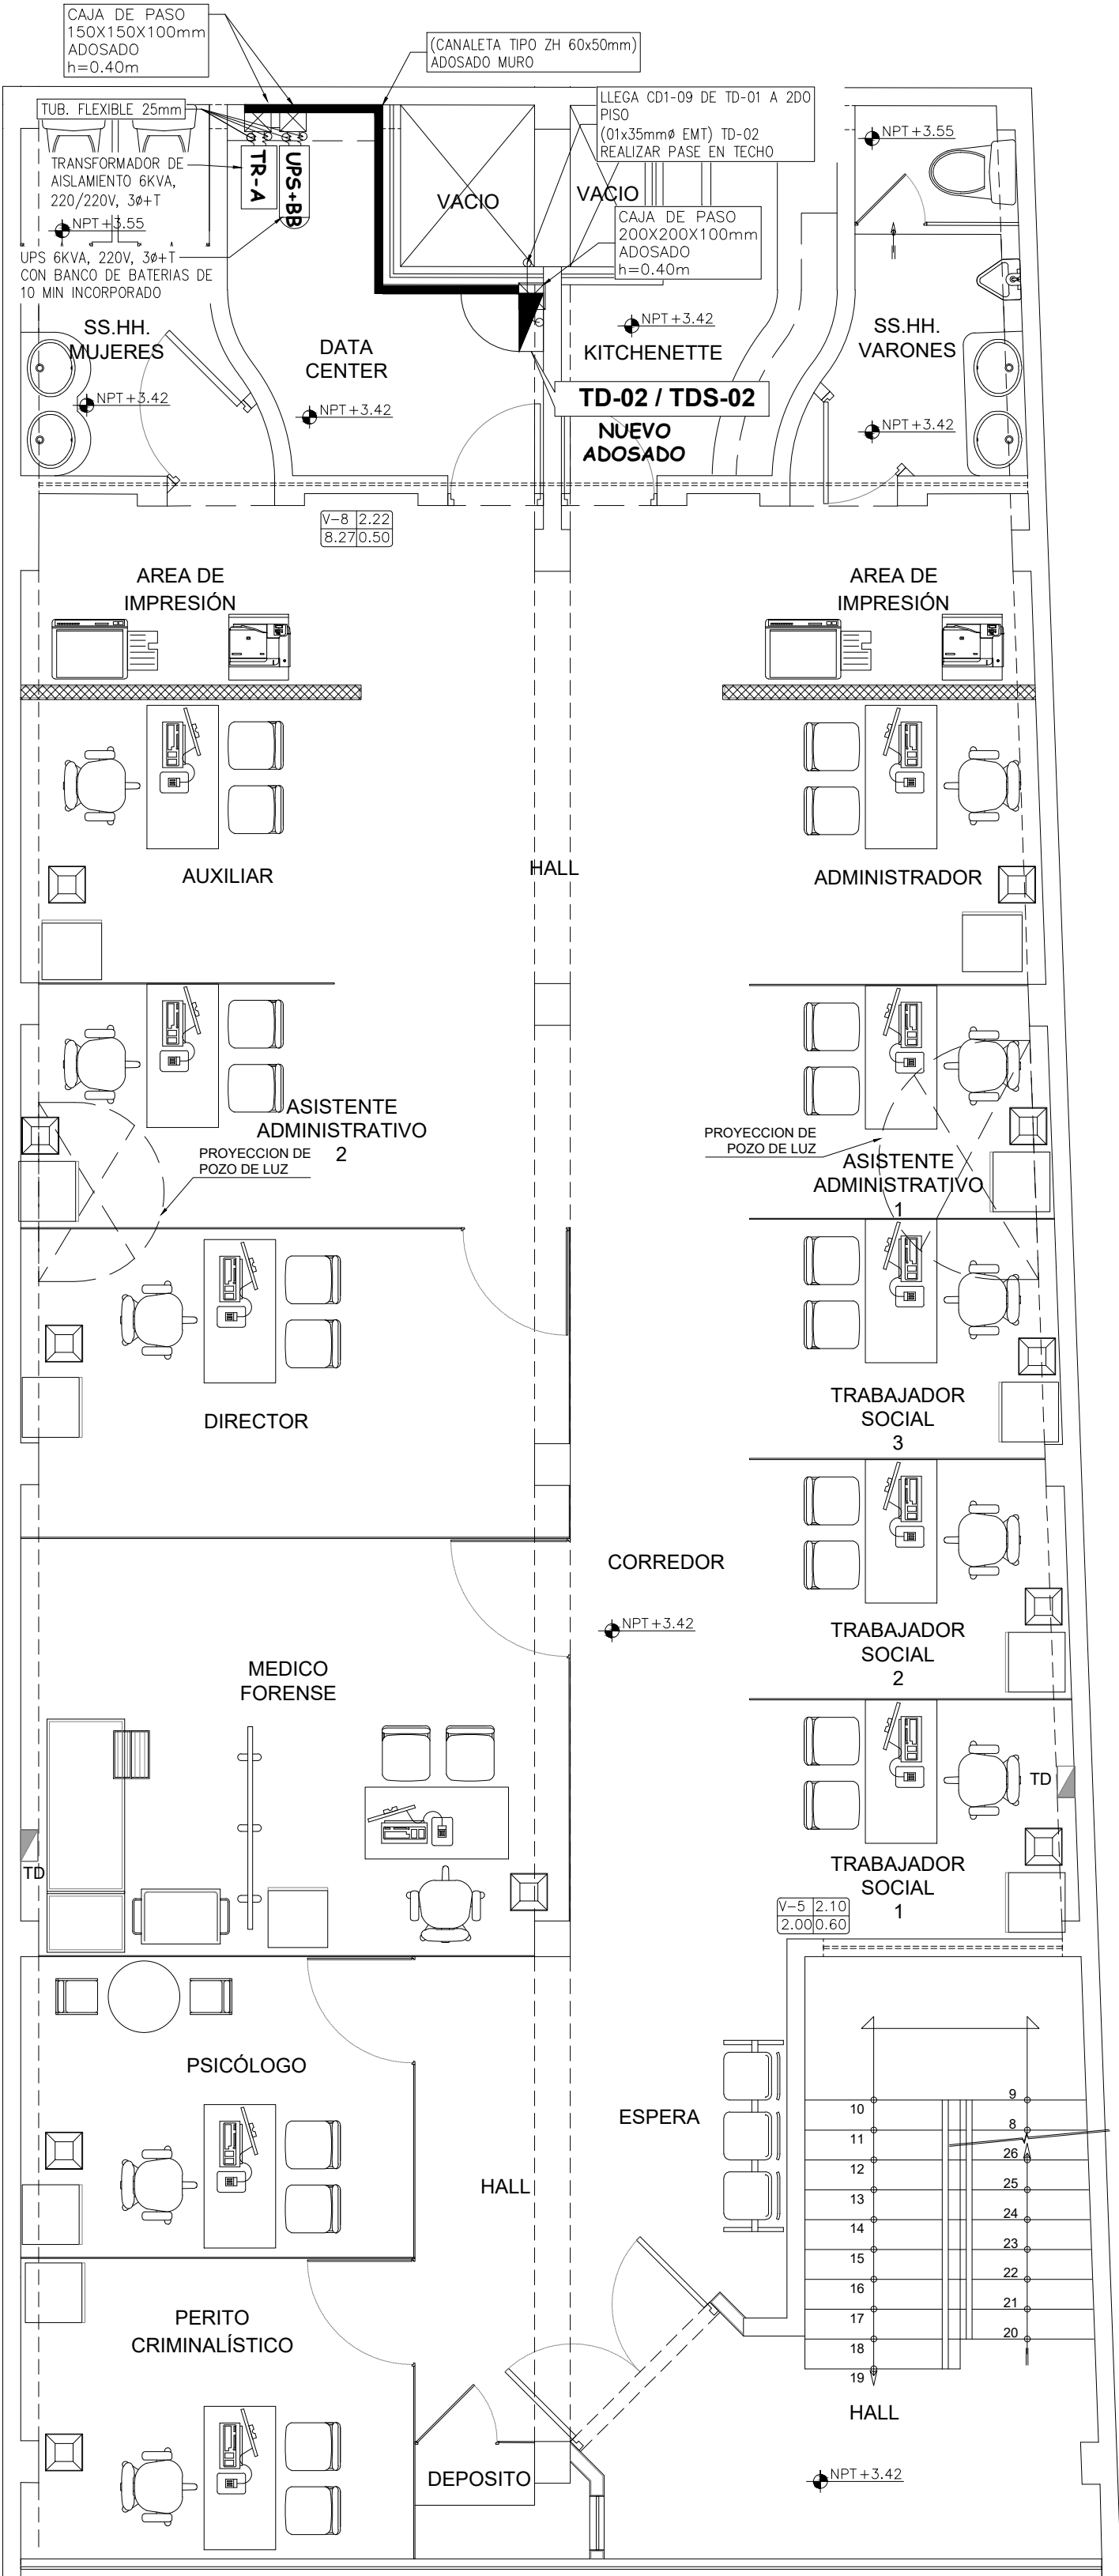 CAJA DE PASO
150X150X100mm
ADOSADO
h=0.40m
(CANALETA TIPO ZH 60x50mm)
ADOSADO MURO
TUB. FLEXIBLE 25mm
LLEGA CD1-09 DE TD-01 A 2DO
PISO
(01x35mmø EMT) TD-02
REALIZAR PASE EN TECHO
TRANSFORMADOR DE
AISLAMIENTO 6KVA,
220/220V, 3ø+T
TR-A
UPS+BB
NPT+3.55
UPS 6KVA, 220V, 3ø+T
CON BANCO DE BATERIAS DE
10 MIN INCORPORADO
VACIO
VACIO
CAJA DE PASO
200X200X100mm
ADOSADO
h=0.40m
NPT+3.55
SS.HH.
MUJERES
NPT+3.42
DATA
CENTER
NPT+3.42
NPT+3.42
KITCHENETTE
SS.HH.
VARONES
NPT+3.42
TD-02 / TDS-02
NUEVO
ADOSADO
V-8 2.22
8.27 0.50
AREA DE
IMPRESIÓN
AREA DE
IMPRESIÓN
AUXILIAR
HALL
ADMINISTRADOR
ASISTENTE
ADMINISTRATIVO
2
PROYECCION DE
POZO DE LUZ
PROYECCION DE
POZO DE LUZ
ASISTENTE
ADMINISTRATIVO
1
DIRECTOR
TRABAJADOR
SOCIAL
3
CORREDOR
NPT+3.42
TRABAJADOR
SOCIAL
2
MEDICO
FORENSE
TD
TD
TRABAJADOR
SOCIAL
1
V-5 2.10
2.00 0.60
PSICÓLOGO
ESPERA
HALL
9
10
8
11
26
12
25
13
24
14
23
15
22
16
21
17
20
18
19
PERITO
CRIMINALÍSTICO
HALL
DEPOSITO
NPT+3.42